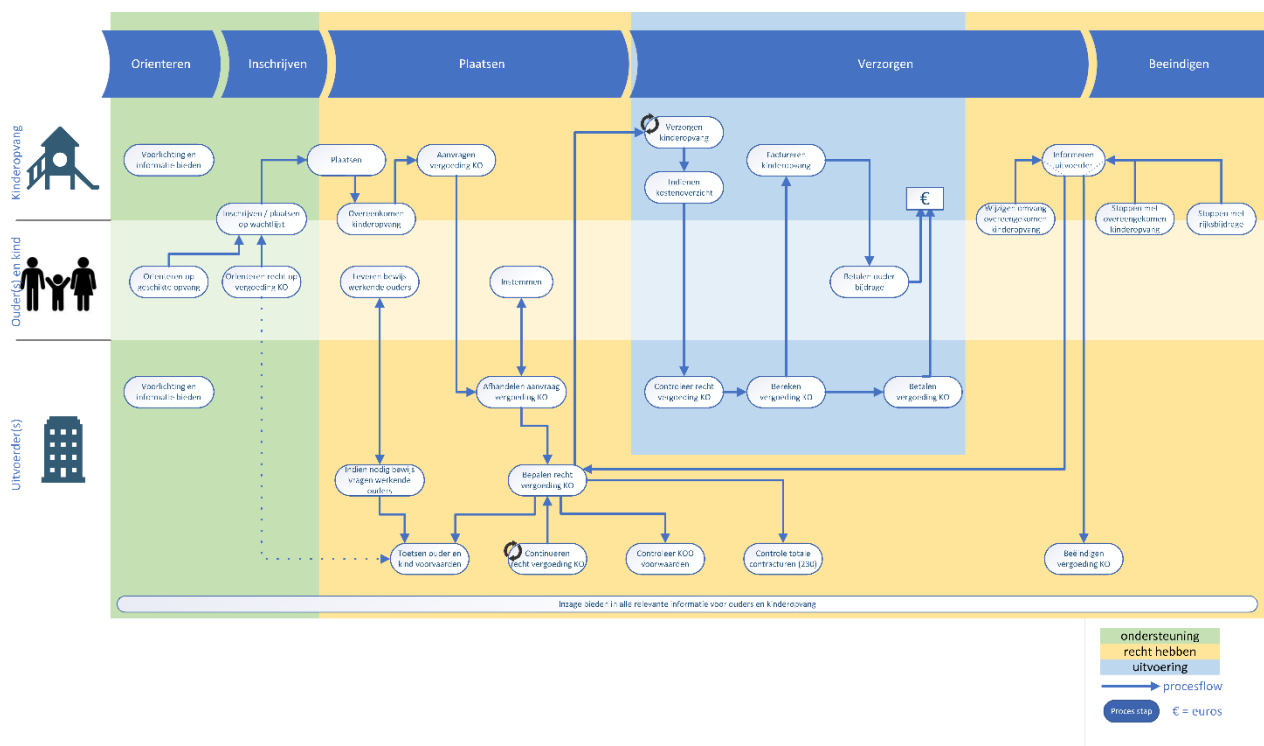 Orienteren
Inschrijven
Plaatsen
Verzorgen
Beeindigen
Kinderopvang
Voorlichting en
informatie bieden
Plaatsen
Aanvragen
vergoeding KO
Verzorgen
kinderopvang
Factureren
kinderopvang
Informeren
uitvoerder
Indienen
kostenoverzicht
€
Inschrijven / plaatsen
op wachtlijst
Overeenkomen
kinderopvang
Wijzigen omvang
overeengekomen
kinderopvang
Stoppen met
overeengekomen
kinderopvang
Stoppen met
rijksbijdrage
Ouder(s) en kind
Orienteren op
geschikte opvang
Orienteren recht op
vergoeding KO
Leveren bewijs
werkende ouders
Instemmen
Betalen ouder
bijdrage
Uitvoerder(s)
Voorlichting en
informatie bieden
Afhandelen aanvraag
vergoeding KO
Controleer recht
vergoeding KO
Bereken
vergoeding KO
Betalen
vergoeding KO
Indien nodig bewijs
vragen werkende
ouders
Bepalen recht
vergoeding KO
Toetsen ouder en
kind voorwaarden
Continueren
recht vergoeding KO
Controleer KOO
voorwaarden
Controle totale
contracturen (230)
Beëindigen
vergoeding KO
Inzage bieden in alle relevante informatie voor ouders en kinderopvang
ondersteuning
recht hebben
uitvoering
procesflow
Proces stap
€ = euros